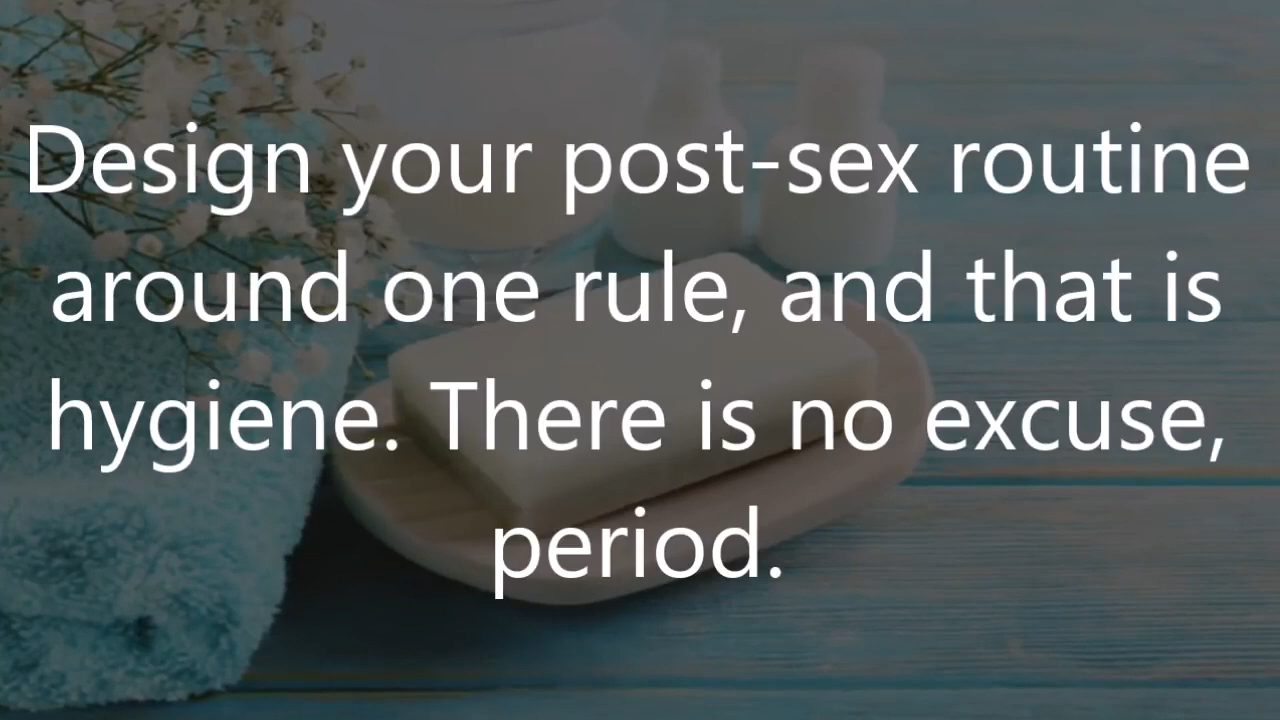 Design your post-sex routine
around one rule, and that is
hygiene. There is no excuse,
period.